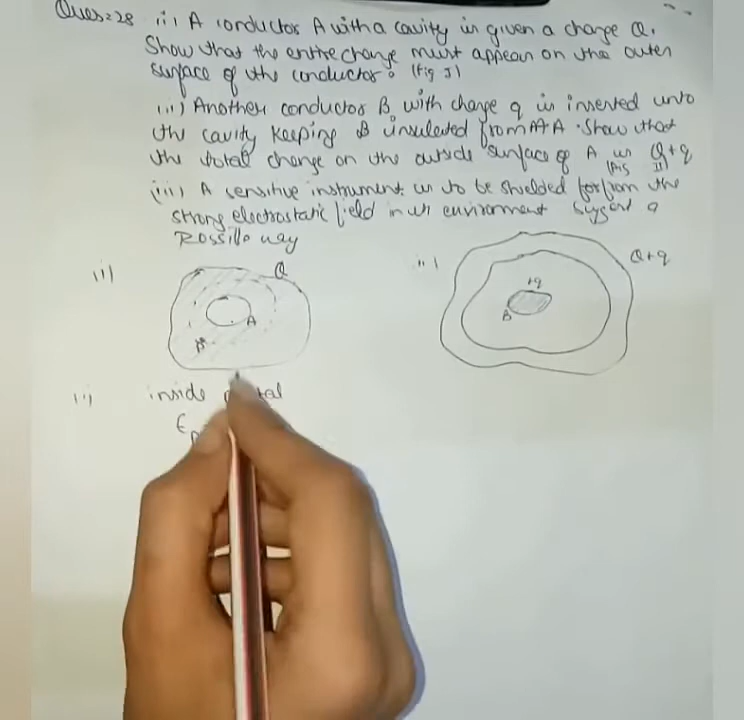 Ques:28 (i) A conductor A with a cavity is given a charge Q.
Show that the entire charge must appear on the outer
surface of the conductor. (Fig I)
(ii) Another conductor B with charge q is inserted into
the cavity keeping B insulated from A. Show that
the total charge on the outside surface of A is Q+q
(Fig II)
(iii) A sensitive instrument is to be shielded from the
strong electrostatic field in its environment a
way
(i)
Q
A
ii)
Q+q
+q
B
i)
inside
E